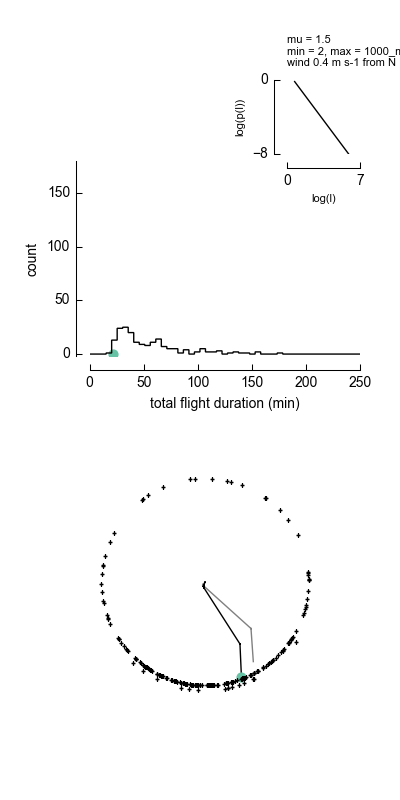 mu = 1.5
min = 2, max = 1000_m
wind 0.4 m s-1 from N
0
log(p(l))
−8
0 7
log(l)
150
100
count
50
0
0 50 100 150 200 250
total flight duration (min)